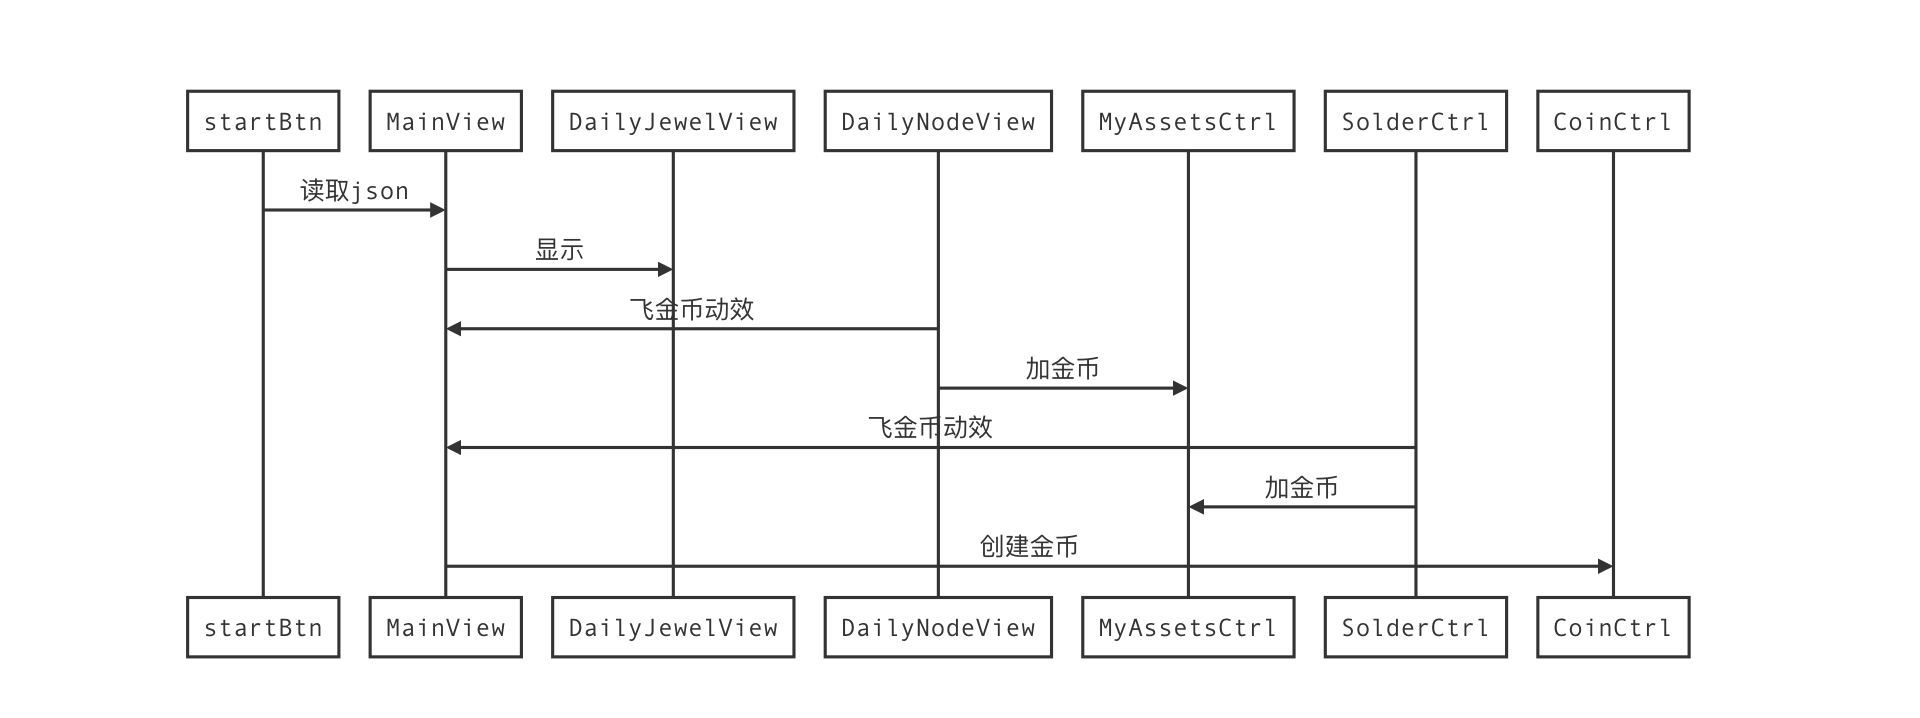 startBtn MainView DailyJewelView DailyNodeView MyAssetsCtrl SolderCtrl CoinCtrl
读取json
显示
飞金币动效
加金币
飞金币动效
加金币
创建金币
startBtn MainView DailyJewelView DailyNodeView MyAssetsCtrl SolderCtrl CoinCtrl